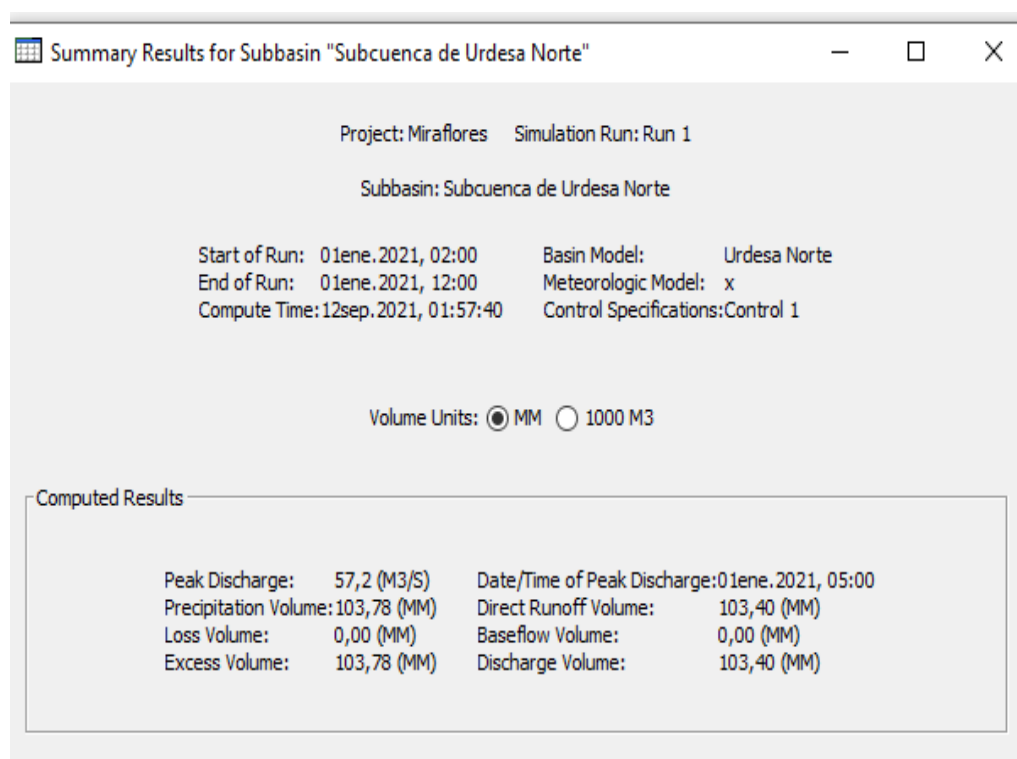 Summary Results for Subbasin "Subcuenca de Urdesa Norte"
Project: Miraflores Simulation Run: Run 1
Subbasin: Subcuenca de Urdesa Norte
Start of Run: 01ene.2021, 02:00 Basin Model: Urdesa Norte
End of Run: 01ene.2021, 12:00 Meteorologic Model: x
Compute Time:12sep.2021, 01:57:40 Control Specifications:Control 1
Volume Units: MM 1000 M3
Computed Results
Peak Discharge: 57,2 (M3/S) Date/Time of Peak Discharge:01ene.2021, 05:00
Precipitation Volume:103,78 (MM) Direct Runoff Volume: 103,40 (MM)
Loss Volume: 0,00 (MM) Baseflow Volume: 0,00 (MM)
Excess Volume: 103,78 (MM) Discharge Volume: 103,40 (MM)